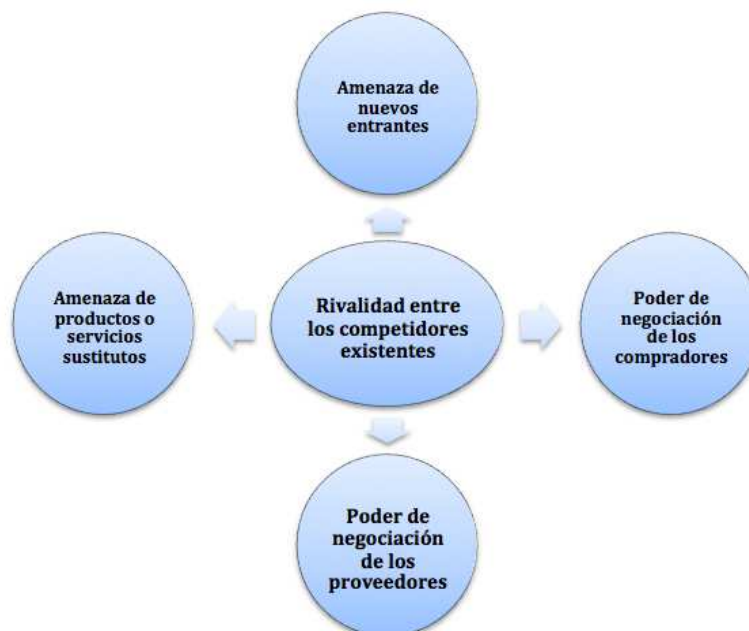 Amenaza de
nuevos
entrantes
Amenaza de
productos o
servicios
sustitutos
Rivalidad entre
los competidores
existentes
Poder de
negociación
de los
compradores
Poder de
negociación
de los
proveedores